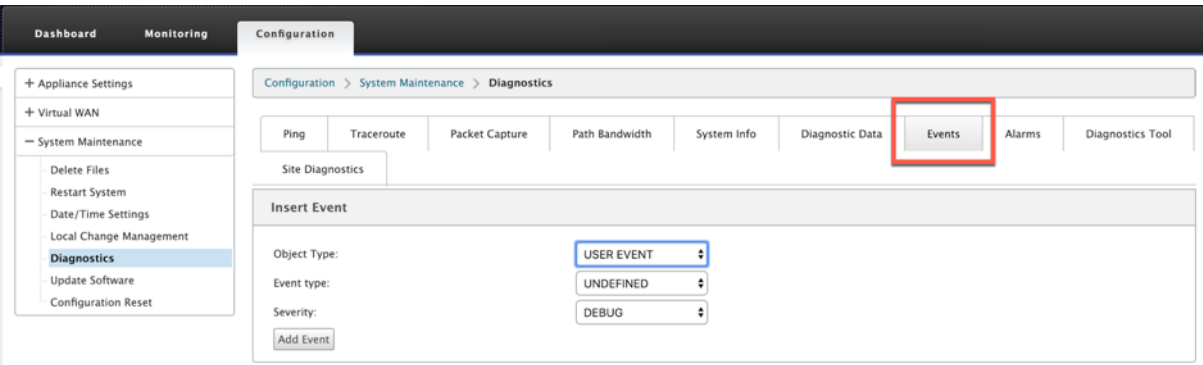 Dashboard Monitoring Configuration
+ Appliance Settings
+ Virtual WAN
− System Maintenance
Delete Files
Restart System
Date/Time Settings
Local Change Management
Diagnostics
Update Software
Configuration Reset
Configuration > System Maintenance > Diagnostics
Ping Traceroute Packet Capture Path Bandwidth System Info Diagnostic Data Events Alarms Diagnostics Tool
Site Diagnostics
Insert Event
Object Type: USER EVENT
Event type: UNDEFINED
Severity: DEBUG
Add Event